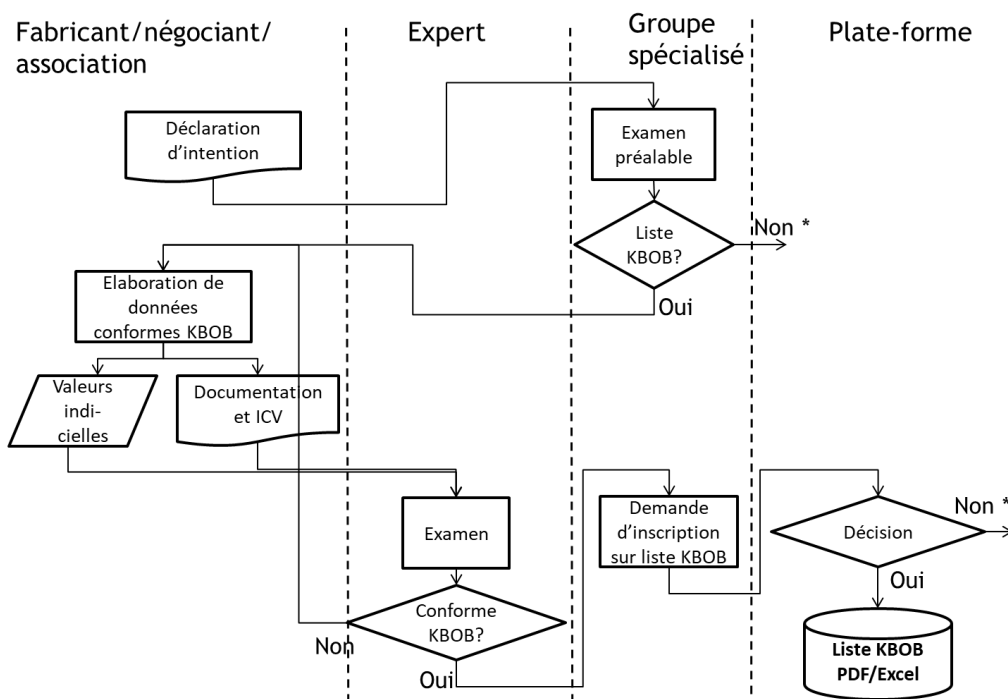 Fabricant/négociant/
association
Expert
Groupe
spécialisé
Plate-forme
Déclaration
d'intention
Examen
préalable
Liste
KBOB?
Non *
Oui
Elaboration de
données
conformes KBOB
Valeurs
indi-
cielles
Documentation
et ICV
Examen
Conforme
KBOB?
Non
Oui
Demande
d'inscription
sur liste KBOB
Décision
Non *
Oui
Liste KBOB
PDF/Excel